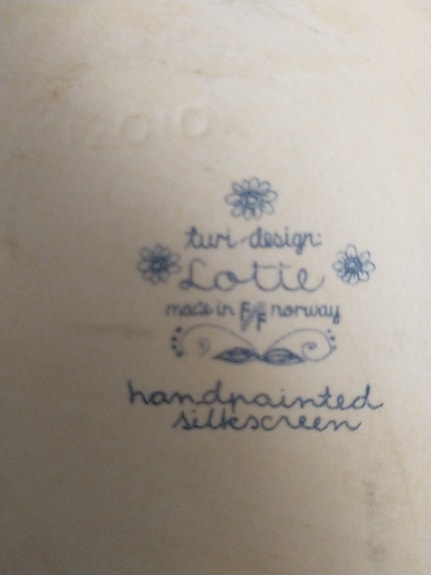 turi-design:
Lotte
made in F/F norway
handpainted
silkscreen